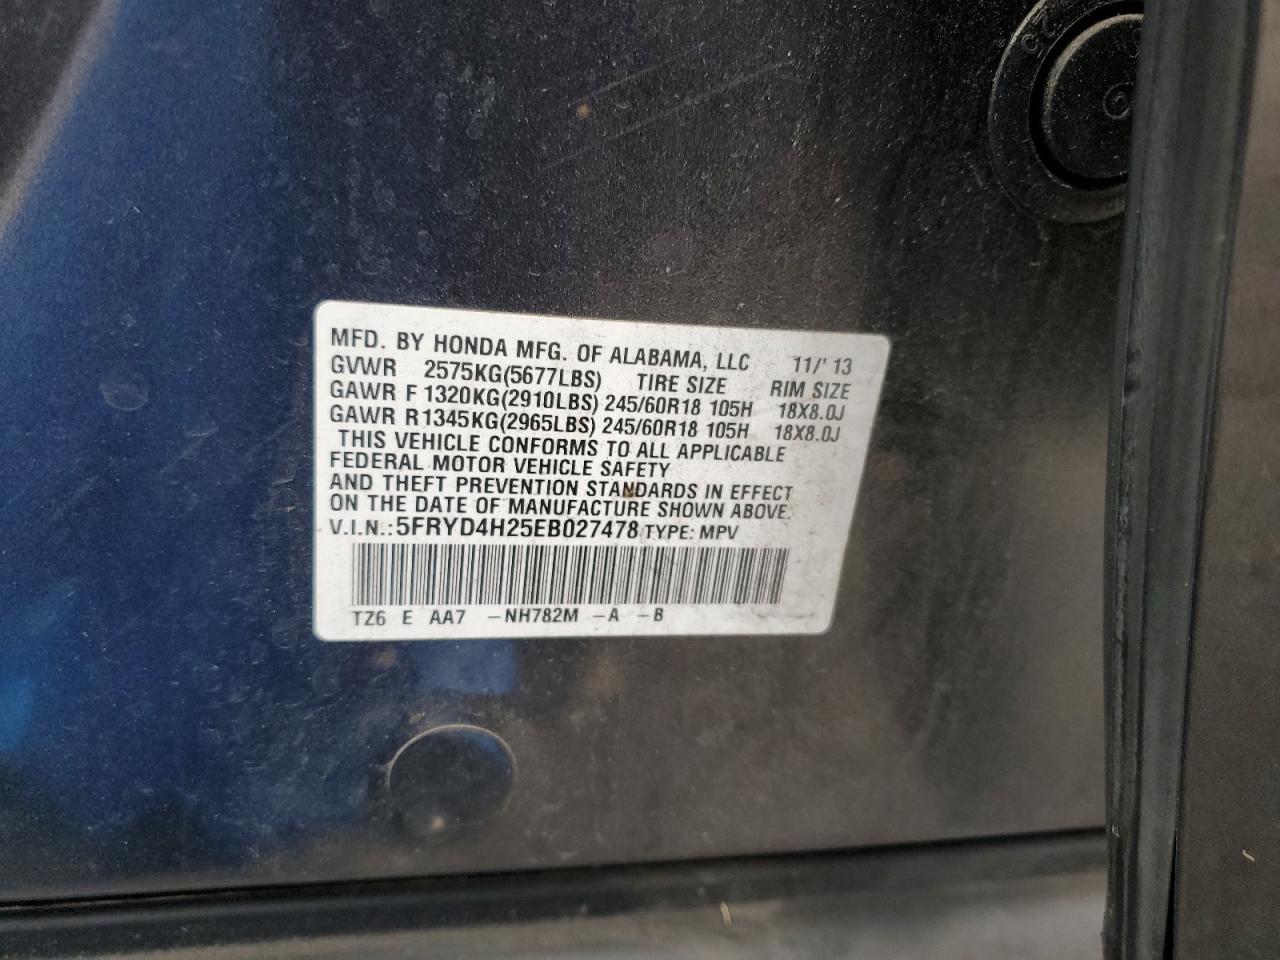 25
MFD. BY HONDA MFG. OF ALABAMA, LLC 11/' 13
GVWR 2575KG(5677LBS) TIRE SIZE RIM SIZE
GAWR F 1320KG(2910LBS) 245/60R18 105H 18X8.0J
GAWR R1345KG(2965LBS) 245/60R18 105H 18X8.0J
THIS VEHICLE CONFORMS TO ALL APPLICABLE
FEDERAL MOTOR VEHICLE SAFETY
AND THEFT PREVENTION STANDARDS IN EFFECT
ON THE DATE OF MANUFACTURE SHOWN ABOVE.
V.I.N.:5FRYD4H25EB027478 TYPE: MPV
TZ6 E AA7 -NH782M -A -B